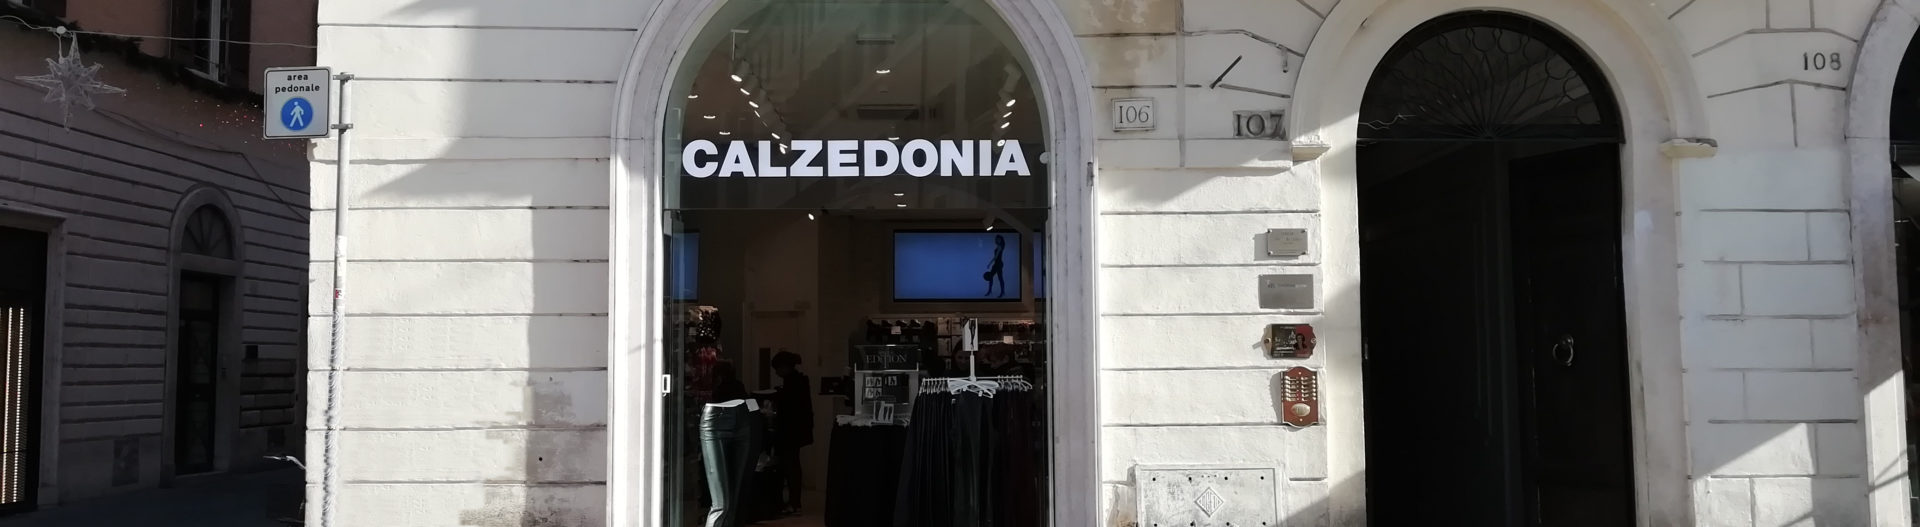 area
pedonale
CALZEDONIA
106
107
108
EDITION